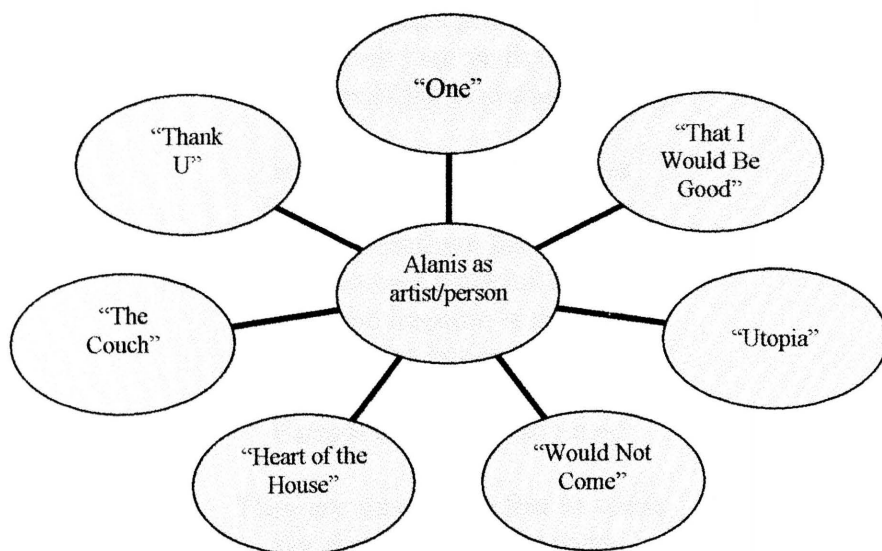 “One”
“Thank
U”
“That I
Would Be
Good”
Alanis as
artist/person
“The
Couch”
“Utopia”
“Heart of the
House”
“Would Not
Come”